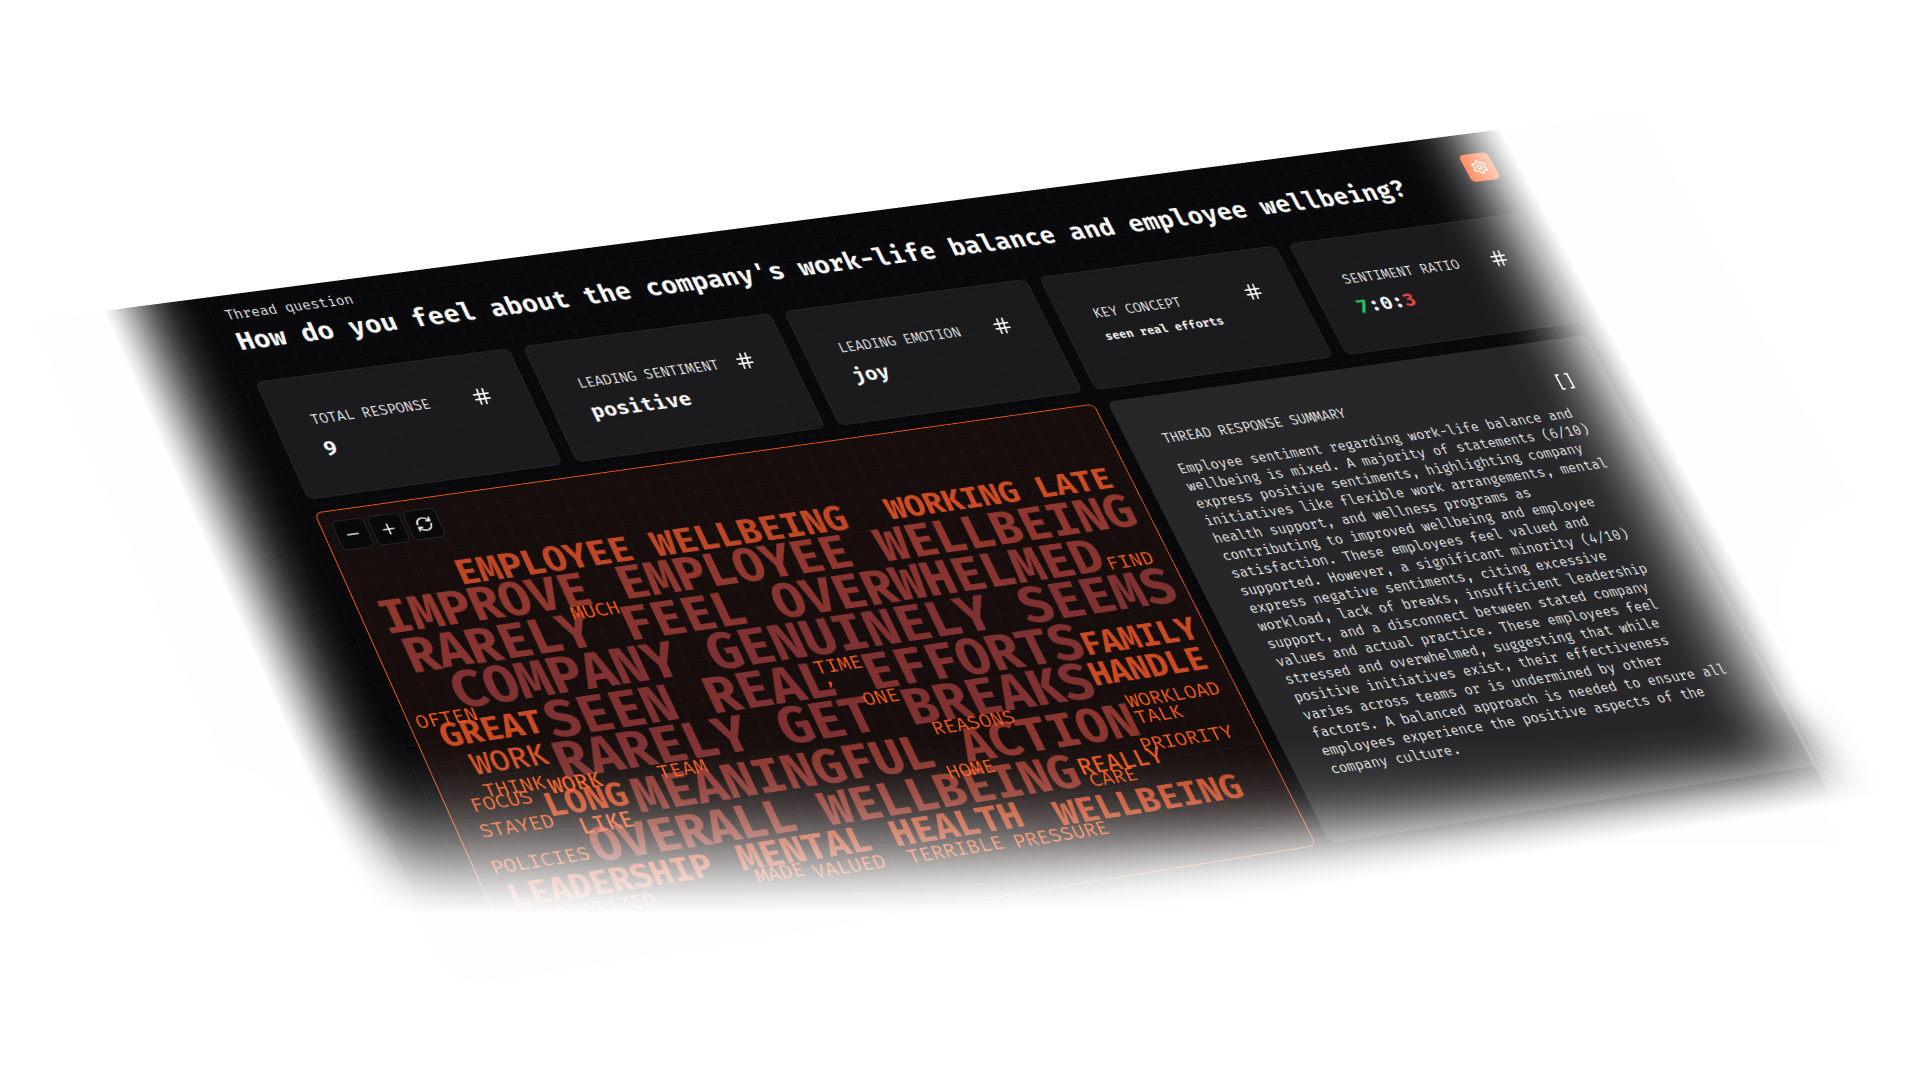 Thread question
How do you feel about the company's work-life balance and employee wellbeing?
TOTAL RESPONSE
9
LEADING SENTIMENT
positive
LEADING EMOTION
joy
KEY CONCEPT
seen real efforts
SENTIMENT RATIO
7:0:3
EMPLOYEE WELLBEING
WORKING LATE
IMPROVE EMPLOYEE WELLBEING
MUCH
RARELY FEEL OVERWHELMED
FIND
COMPANY GENUINELY SEEMS
TIME
,
SEEN REAL EFFORTS
FAMILY
HANDLE
OFTEN
GREAT
ONE
RARELY GET BREAKS
WORKLOAD
REASONS
TALK
WORK
MEANINGFUL ACTION
PRIORITY
THINK
WORK
TEAM
HOME
REALLY
CARE
FOCUS
LONG
STAYED
LIKE
OVERALL WELLBEING
POLICIES
MENTAL HEALTH
WELLBEING
LEADERSHIP
MADE
VALUED
TERRIBLE
PRESSURE
THREAD RESPONSE SUMMARY
Employee sentiment regarding work-life balance and
wellbeing is mixed. A majority of statements (6/10)
express positive sentiments, highlighting company
initiatives like flexible work arrangements, mental
health support, and wellness programs as
contributing to improved wellbeing and employee
satisfaction. These employees feel valued and
supported. However, a significant minority (4/10)
express negative sentiments, citing excessive
workload, lack of breaks, insufficient leadership
support, and a disconnect between stated company
values and actual practice. These employees feel
stressed and overwhelmed, suggesting that while
positive initiatives exist, their effectiveness
varies across teams or is undermined by other
factors. A balanced approach is needed to ensure all
employees experience the positive aspects of the
company culture.